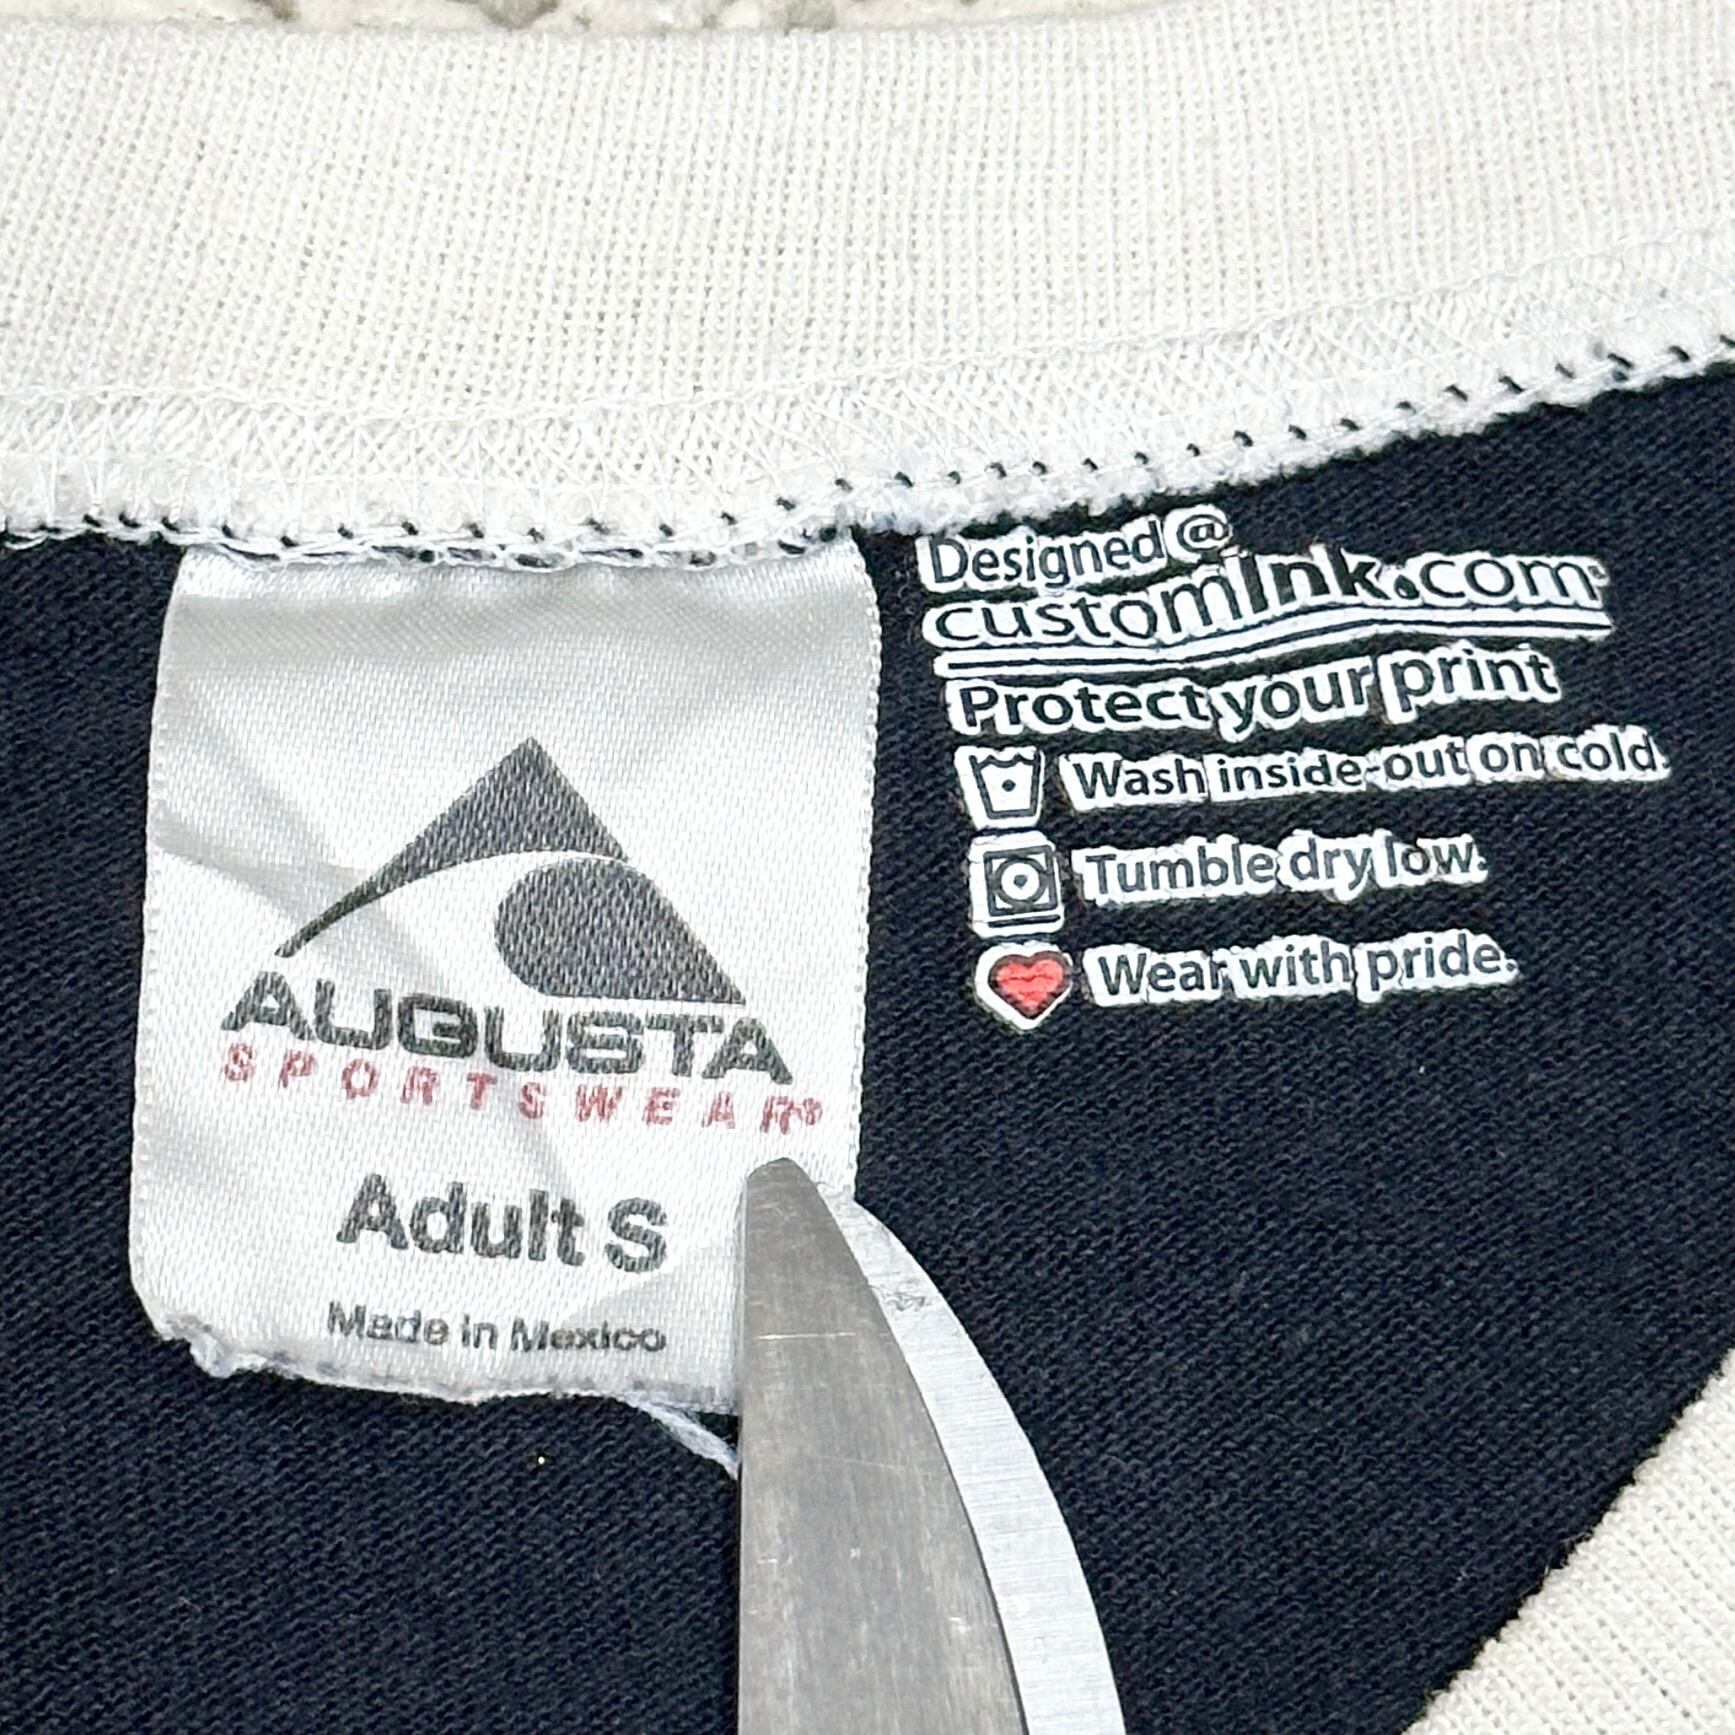 AUGUSTA
SPORTSWEAR®
Adult S
Made in Mexico
Designed @
customInk.com
Protect your print
Wash inside-out on cold.
Tumble dry low.
Wear with pride.